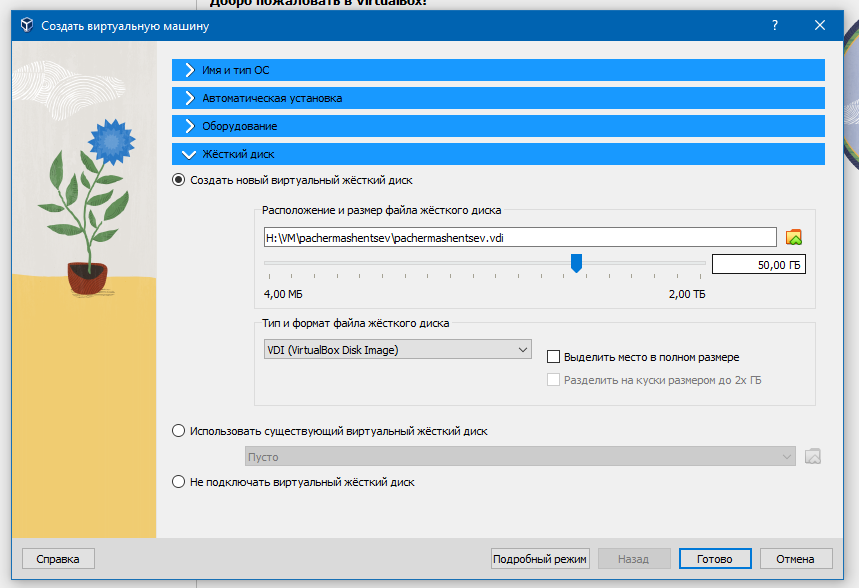 Добро пожаловать в VirtualBox!
Создать виртуальную машину
?
Имя и тип ОС
Автоматическая установка
Оборудование
Жёсткий диск
Создать новый виртуальный жёсткий диск
Расположение и размер файла жёсткого диска
H:\VM\pachermashentsev\pachermashentsev.vdi
50,00 ГБ
4,00 МБ
2,00 ТБ
Тип и формат файла жёсткого диска
VDI (VirtualBox Disk Image)
Выделить место в полном размере
Разделить на куски размером до 2х ГБ
Использовать существующий виртуальный жёсткий диск
Пусто
Не подключать виртуальный жёсткий диск
Справка
Подробный режим
Назад
Готово
Отмена